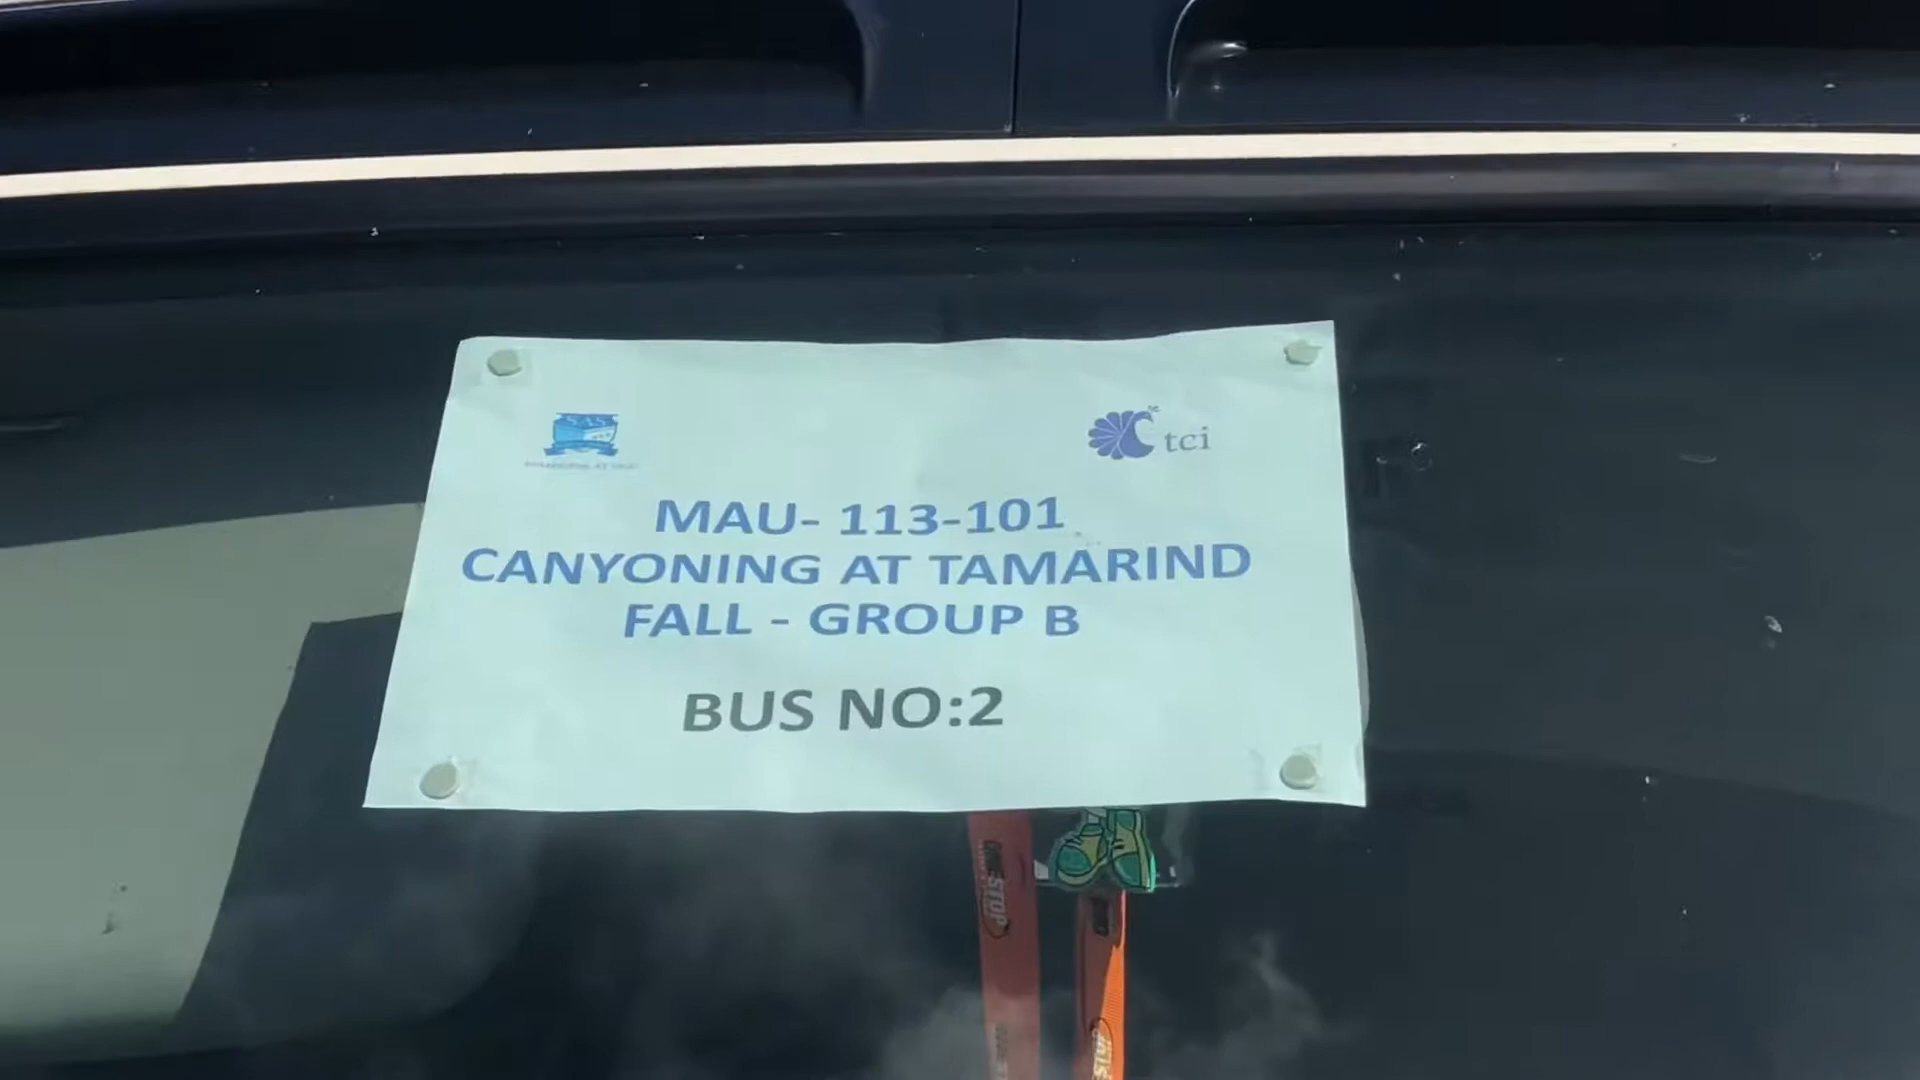 SAS
tci
MAU- 113-101
CANYONING AT TAMARIND
FALL - GROUP B
BUS NO:2